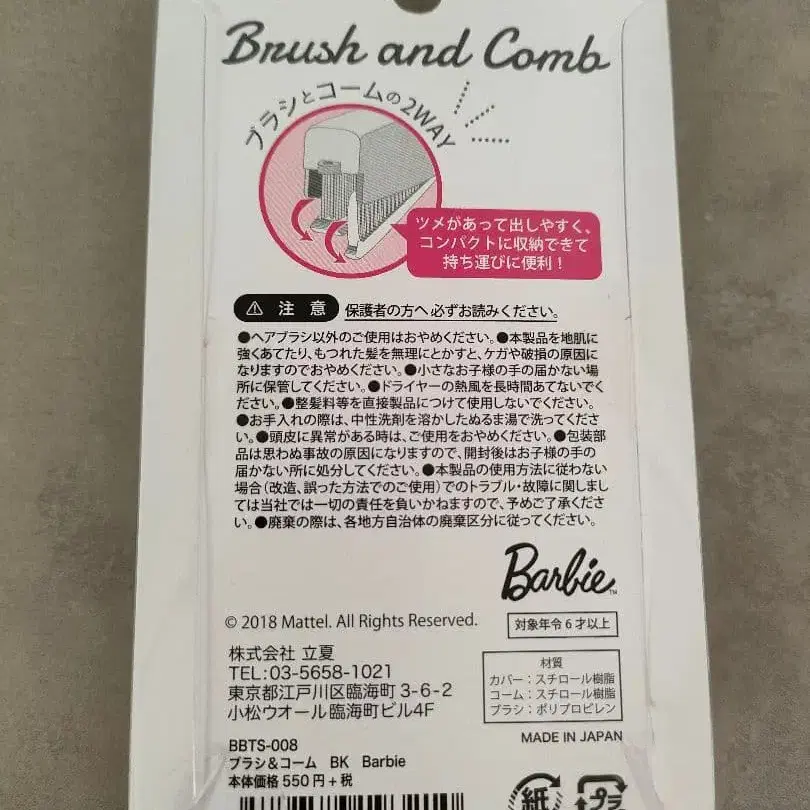 Brush and Comb
ブラシとコームの2WAY
ツメがあって出しやすく、
コンパクトに収納できて
持ち運びに便利！
注 意 保護者の方へ 必ずお読みください。
●ヘアブラシ以外のご使用はおやめください。●本製品を地肌に
強くあてたり、もつれた髪を無理にとかすと、ケガや破損の原因に
なりますのでおやめください。●小さなお子様の手の届かない場
所に保管してください。●ドライヤーの熱風を長時間あてないでく
ださい。●整髪料等を直接製品につけて使用しないでください。
●お手入れの際は、中性洗剤を溶かしたぬるま湯で洗ってくださ
い。●頭皮に異常がある時は、ご使用をおやめください。●包装部
品は思わぬ事故の原因になりますので、開封後はお子様の手の
届かない所に処分してください。●本製品の使用方法に従わない
場合（改造、誤った方法でのご使用）でのトラブル・故障に関しまし
ては当社では一切の責任を負いかねますので、予めご了承くださ
い。●廃棄の際は、各地方自治体の廃棄区分に従ってください。
Barbie™
© 2018 Mattel. All Rights Reserved.
対象年令6才以上
株式会社 立夏
TEL:03-5658-1021
東京都江戸川区臨海町3-6-2
小松ウオール臨海町ビル4F
材質
カバー：スチロール樹脂
コーム：スチロール樹脂
ブラシ：ポリプロピレン
MADE IN JAPAN
BBTS-008
ブラシ＆コーム BK Barbie
本体価格 550円+税
紙
プラ